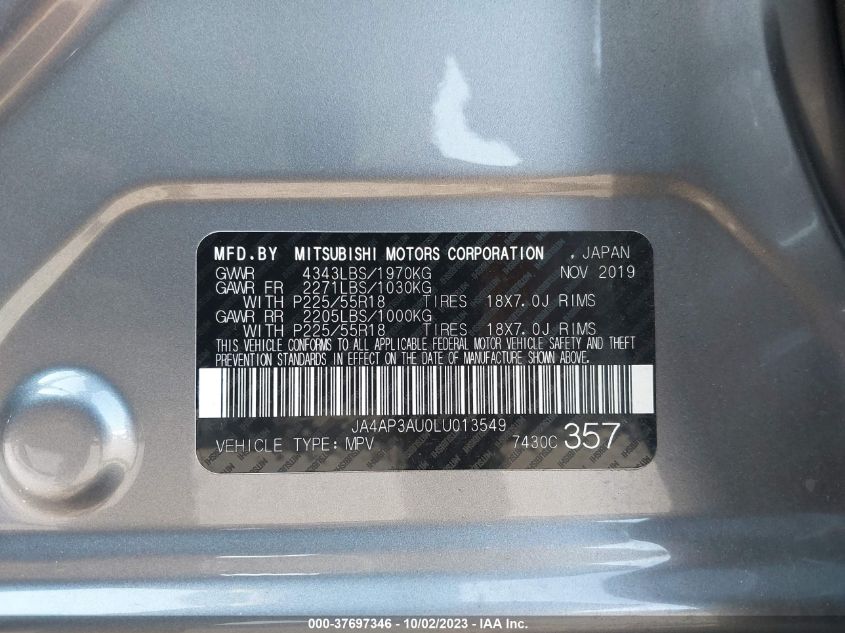 MFD.BY MITSUBISHI MOTORS CORPORATION , JAPAN
GVWR 4343LBS/1970KG NOV 2019
GAWR FR 2271LBS/1030KG
WITH P225/55R18 TIRES 18X7.0J RIMS
GAWR RR 2205LBS/1000KG
WITH P225/55R18 TIRES 18X7.0J RIMS
THIS VEHICLE CONFORMS TO ALL APPLICABLE FEDERAL MOTOR VEHICLE SAFETY AND THEFT
PREVENTION STANDARDS IN EFFECT ON THE DATE OF MANUFACTURE SHOWN ABOVE.
JA4AP3AU0LU013549
VEHICLE TYPE:MPV 7430C 357
000-37697346 - 10/02/2023 - IAA Inc.